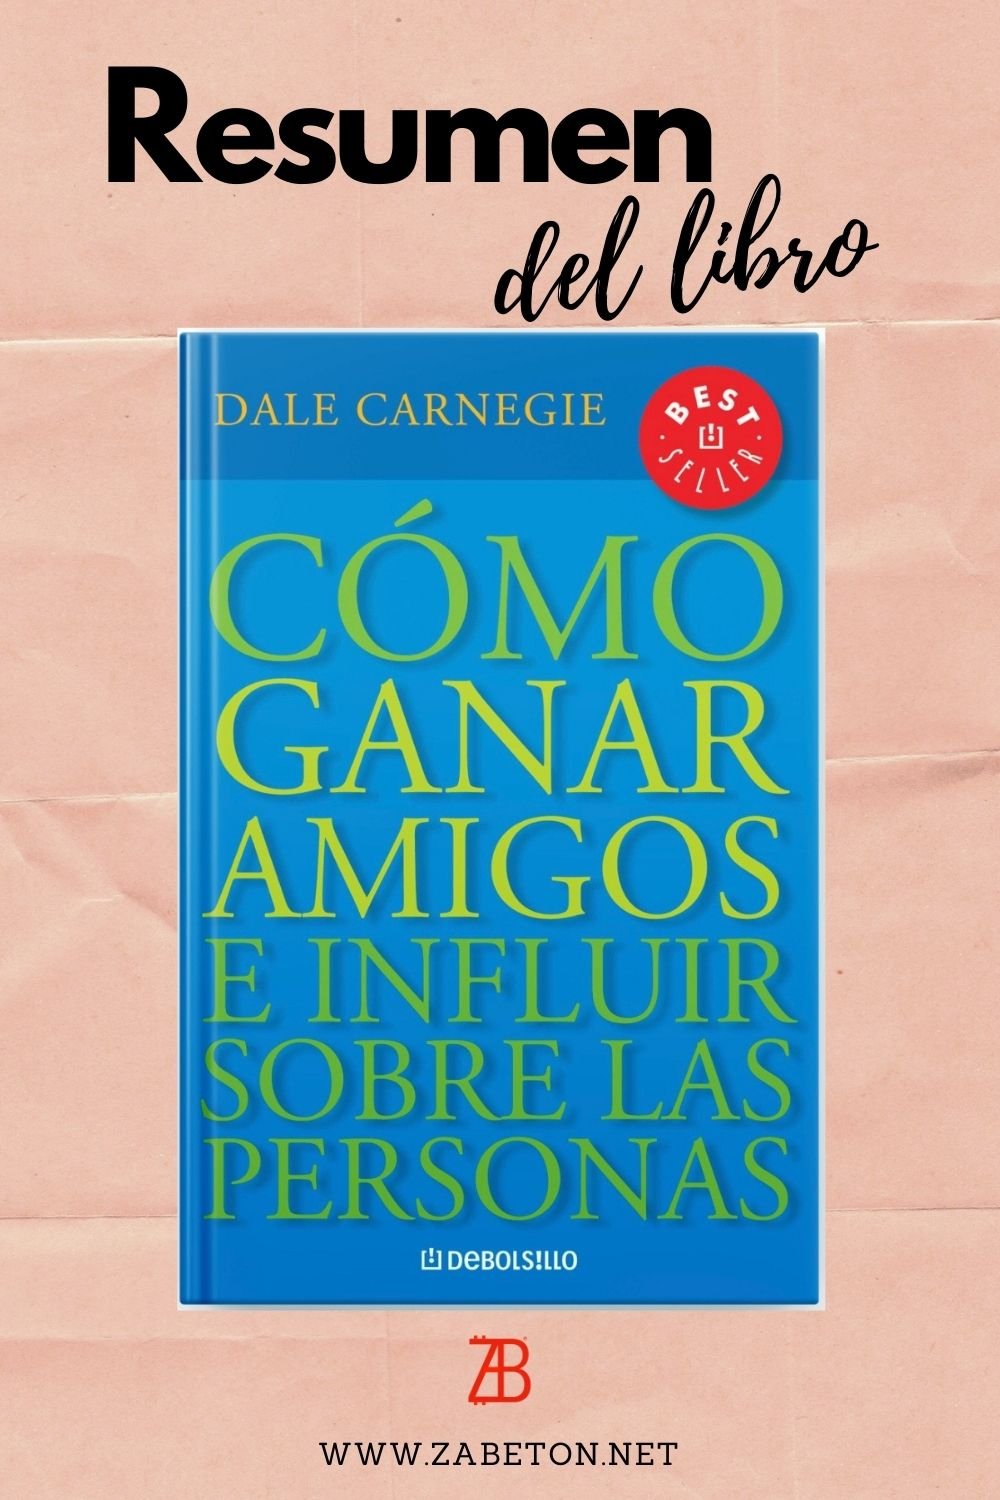 Resumen
del libro
DALE CARNEGIE
BEST
SELLER
CÓMO
GANAR
AMIGOS
E INFLUIR
SOBRE LAS
PERSONAS
DEBOLS!LLO
ZB
WWW.ZABETON.NET